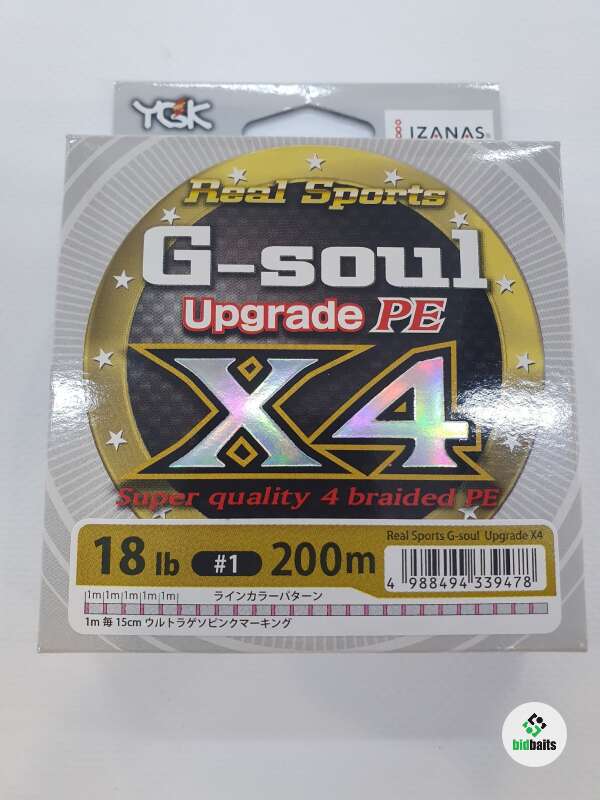 YGK
IZANAS
Real Sports
G-soul
Upgrade PE
X4
Super quality 4 braided PE
18 lb #1 200m
Real Sports G-soul Upgrade X4
4 988494 339478
1m 1m 1m 1m 1m
ラインカラーパターン
1m 毎 15cm ウルトラゲソピンクマーキング
bidbaits